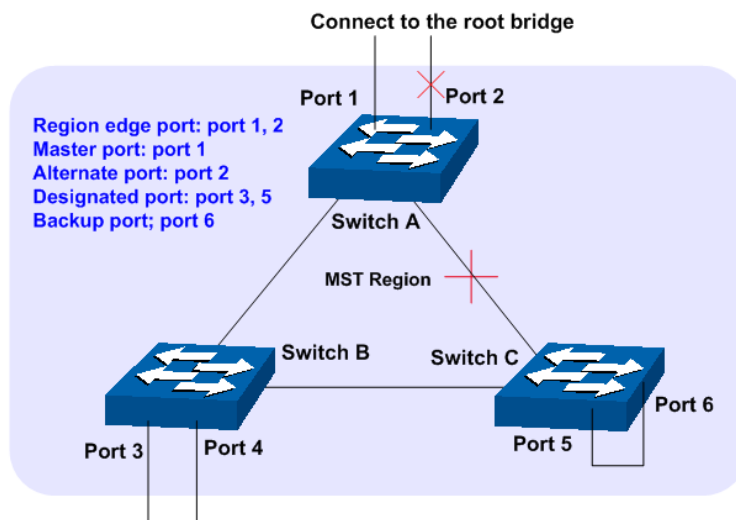 Connect to the root bridge
Port 1
Port 2
Region edge port: port 1, 2
Master port: port 1
Alternate port: port 2
Designated port: port 3, 5
Backup port; port 6
Switch A
MST Region
Switch B
Switch C
Port 6
Port 3
Port 4
Port 5